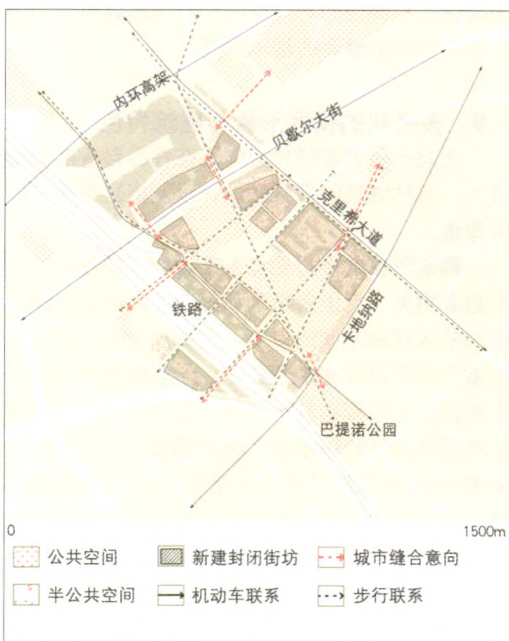 内环高架
贝歇尔大街
克里希大道
铁路
卡地纳路
巴提诺公园
0 1500m
公共空间 新建封闭街坊 城市缝合意向
半公共空间 机动车联系 步行联系